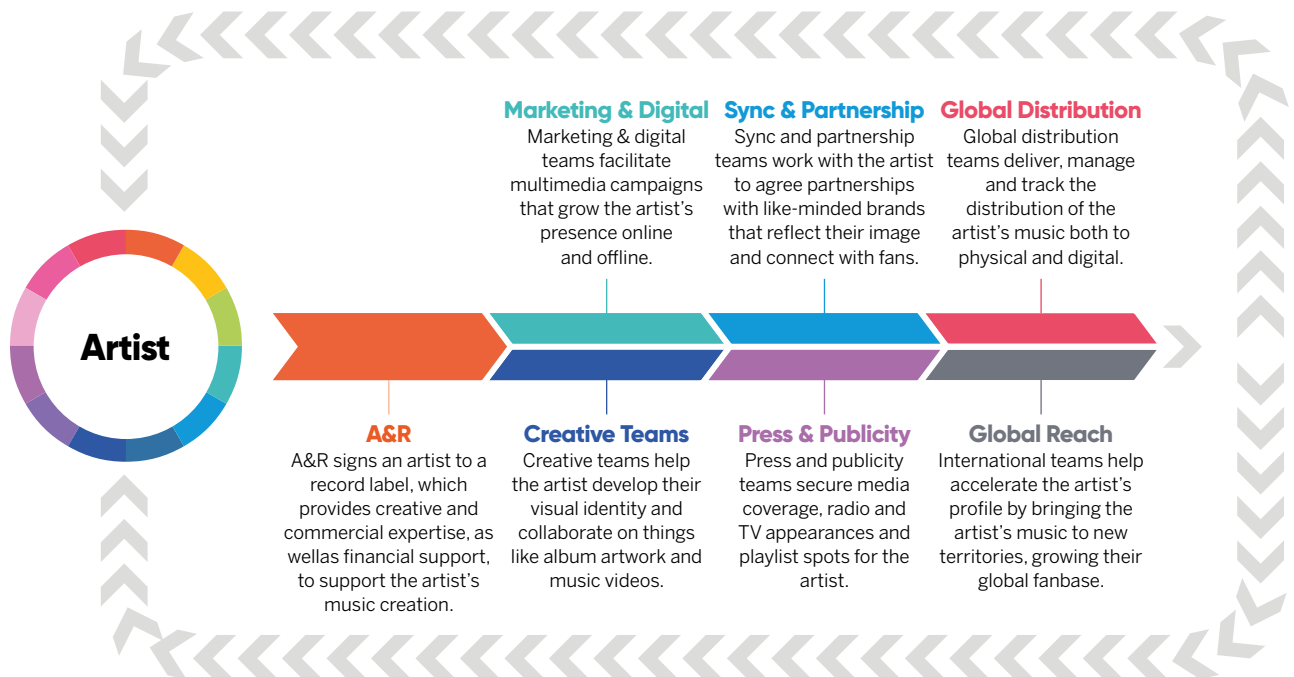 Artist
A&R
A&R signs an artist to a
record label, which
provides creative and
commercial expertise, as
wellas financial support,
to support the artist's
music creation.
Marketing & Digital
Marketing & digital
teams facilitate
multimedia campaigns
that grow the artist's
presence online
and offline.
Creative Teams
Creative teams help
the artist develop their
visual identity and
collaborate on things
like album artwork and
music videos.
Sync & Partnership
Sync and partnership
teams work with the artist
to agree partnerships
with like-minded brands
that reflect their image
and connect with fans.
Press & Publicity
Press and publicity
teams secure media
coverage, radio and
TV appearances and
playlist spots for the
artist.
Global Distribution
Global distribution
teams deliver, manage
and track the
distribution of the
artist's music both to
physical and digital.
Global Reach
International teams help
accelerate the artist's
profile by bringing the
artist's music to new
territories, growing their
global fanbase.